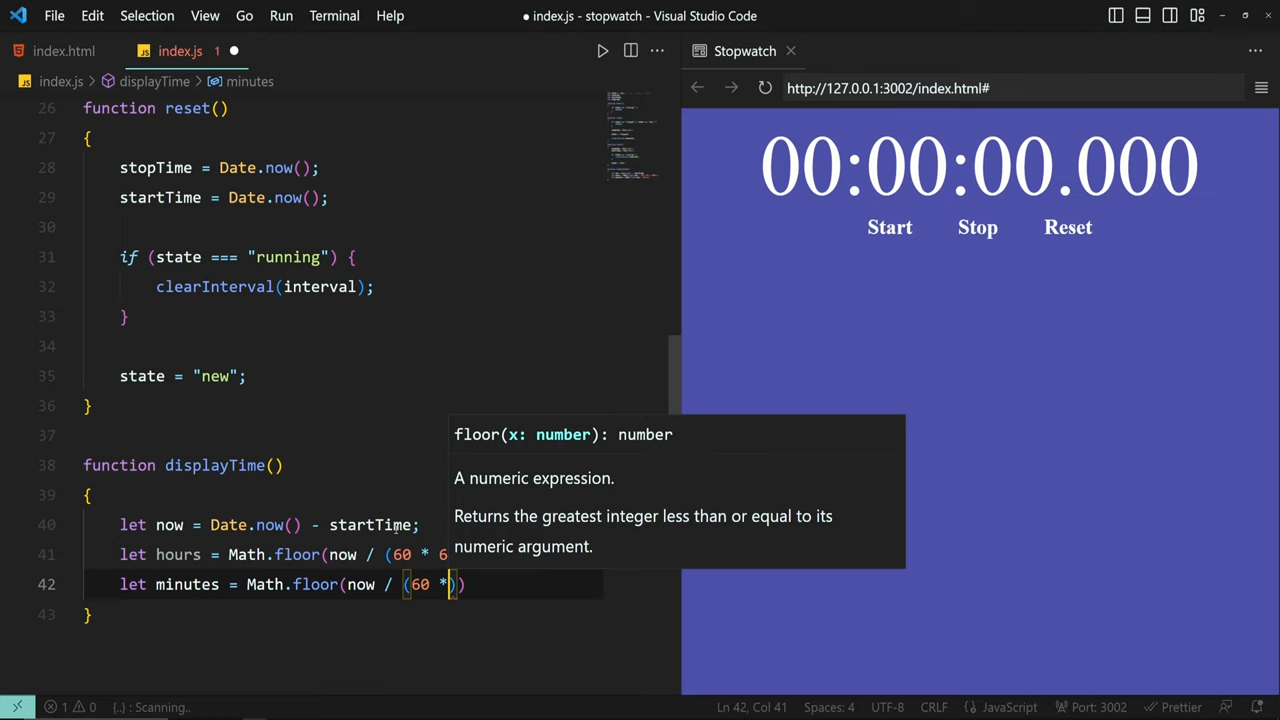 File Edit Selection View Go Run Terminal Help
● index.js - stopwatch - Visual Studio Code
index.html
JS index.js 1 ●
Stopwatch
JS index.js > displayTime > minutes
http://127.0.0.1:3002/index.html#
26 function reset()
27 {
28 stopTime = Date.now();
29 startTime = Date.now();
30
31 if (state === "running") {
32 clearInterval(interval);
33 }
34
35 state = "new";
36 }
37
38 function displayTime()
39 {
40 let now = Date.now() - startTime;
41 let hours = Math.floor(now / (60 * 6
42 let minutes = Math.floor(now / (60 *))
43 }
floor(x: number): number
A numeric expression.
Returns the greatest integer less than or equal to its
numeric argument.
00:00:00.000
Start Stop Reset
1 0 {..} : Scanning..
Ln 42, Col 41 Spaces: 4 UTF-8 CRLF {} JavaScript Port: 3002 Prettier